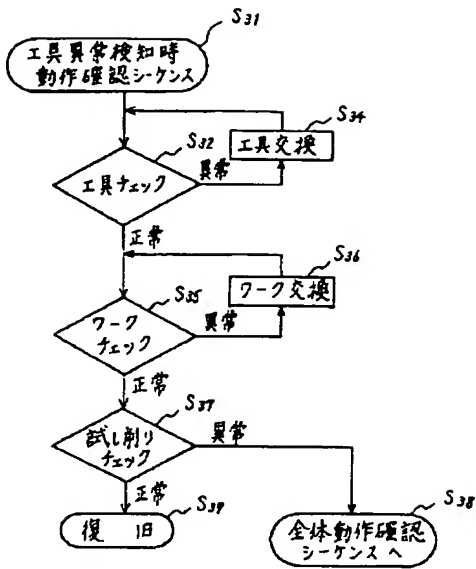 S31
工具異常検知時
動作確認シーケンス
S34
工具交換
S32
工具チェック
異常
正常
S36
ワーク交換
S35
ワーク
チェック
異常
正常
S37
試し削り
チェック
異常
正常
S39
復 旧
S38
全体動作確認
シーケンスへ